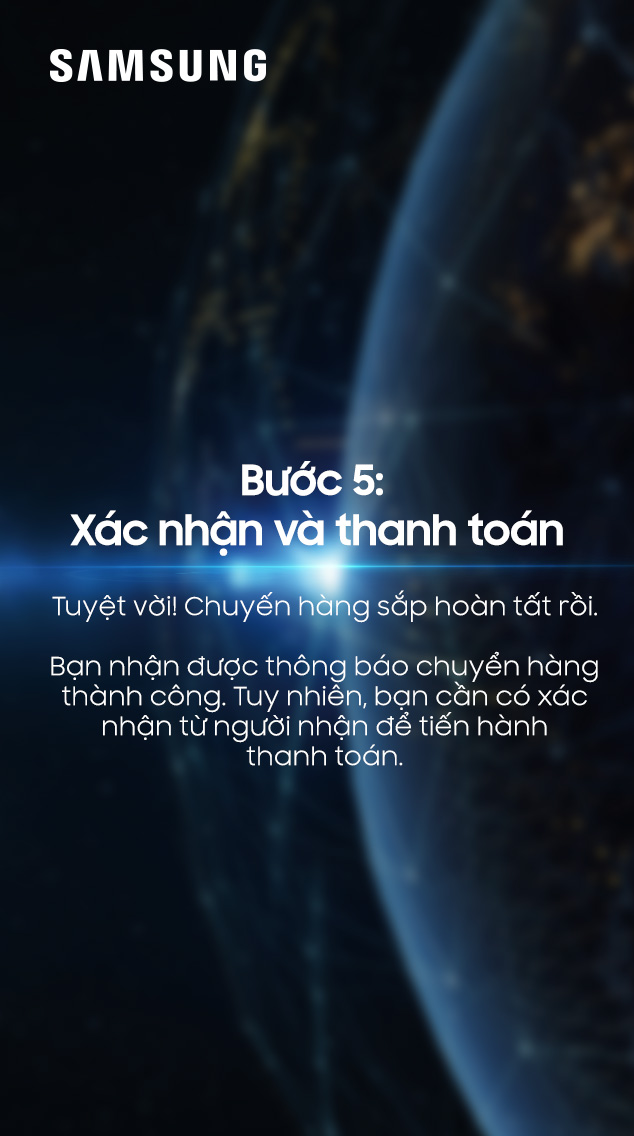 SAMSUNG
Bước 5:
Xác nhận và thanh toán
Tuyệt vời! Chuyến hàng sắp hoàn tất rồi.
Bạn nhận được thông báo chuyển hàng
thành công. Tuy nhiên, bạn cần có xác
nhận từ người nhận để tiến hành
thanh toán.